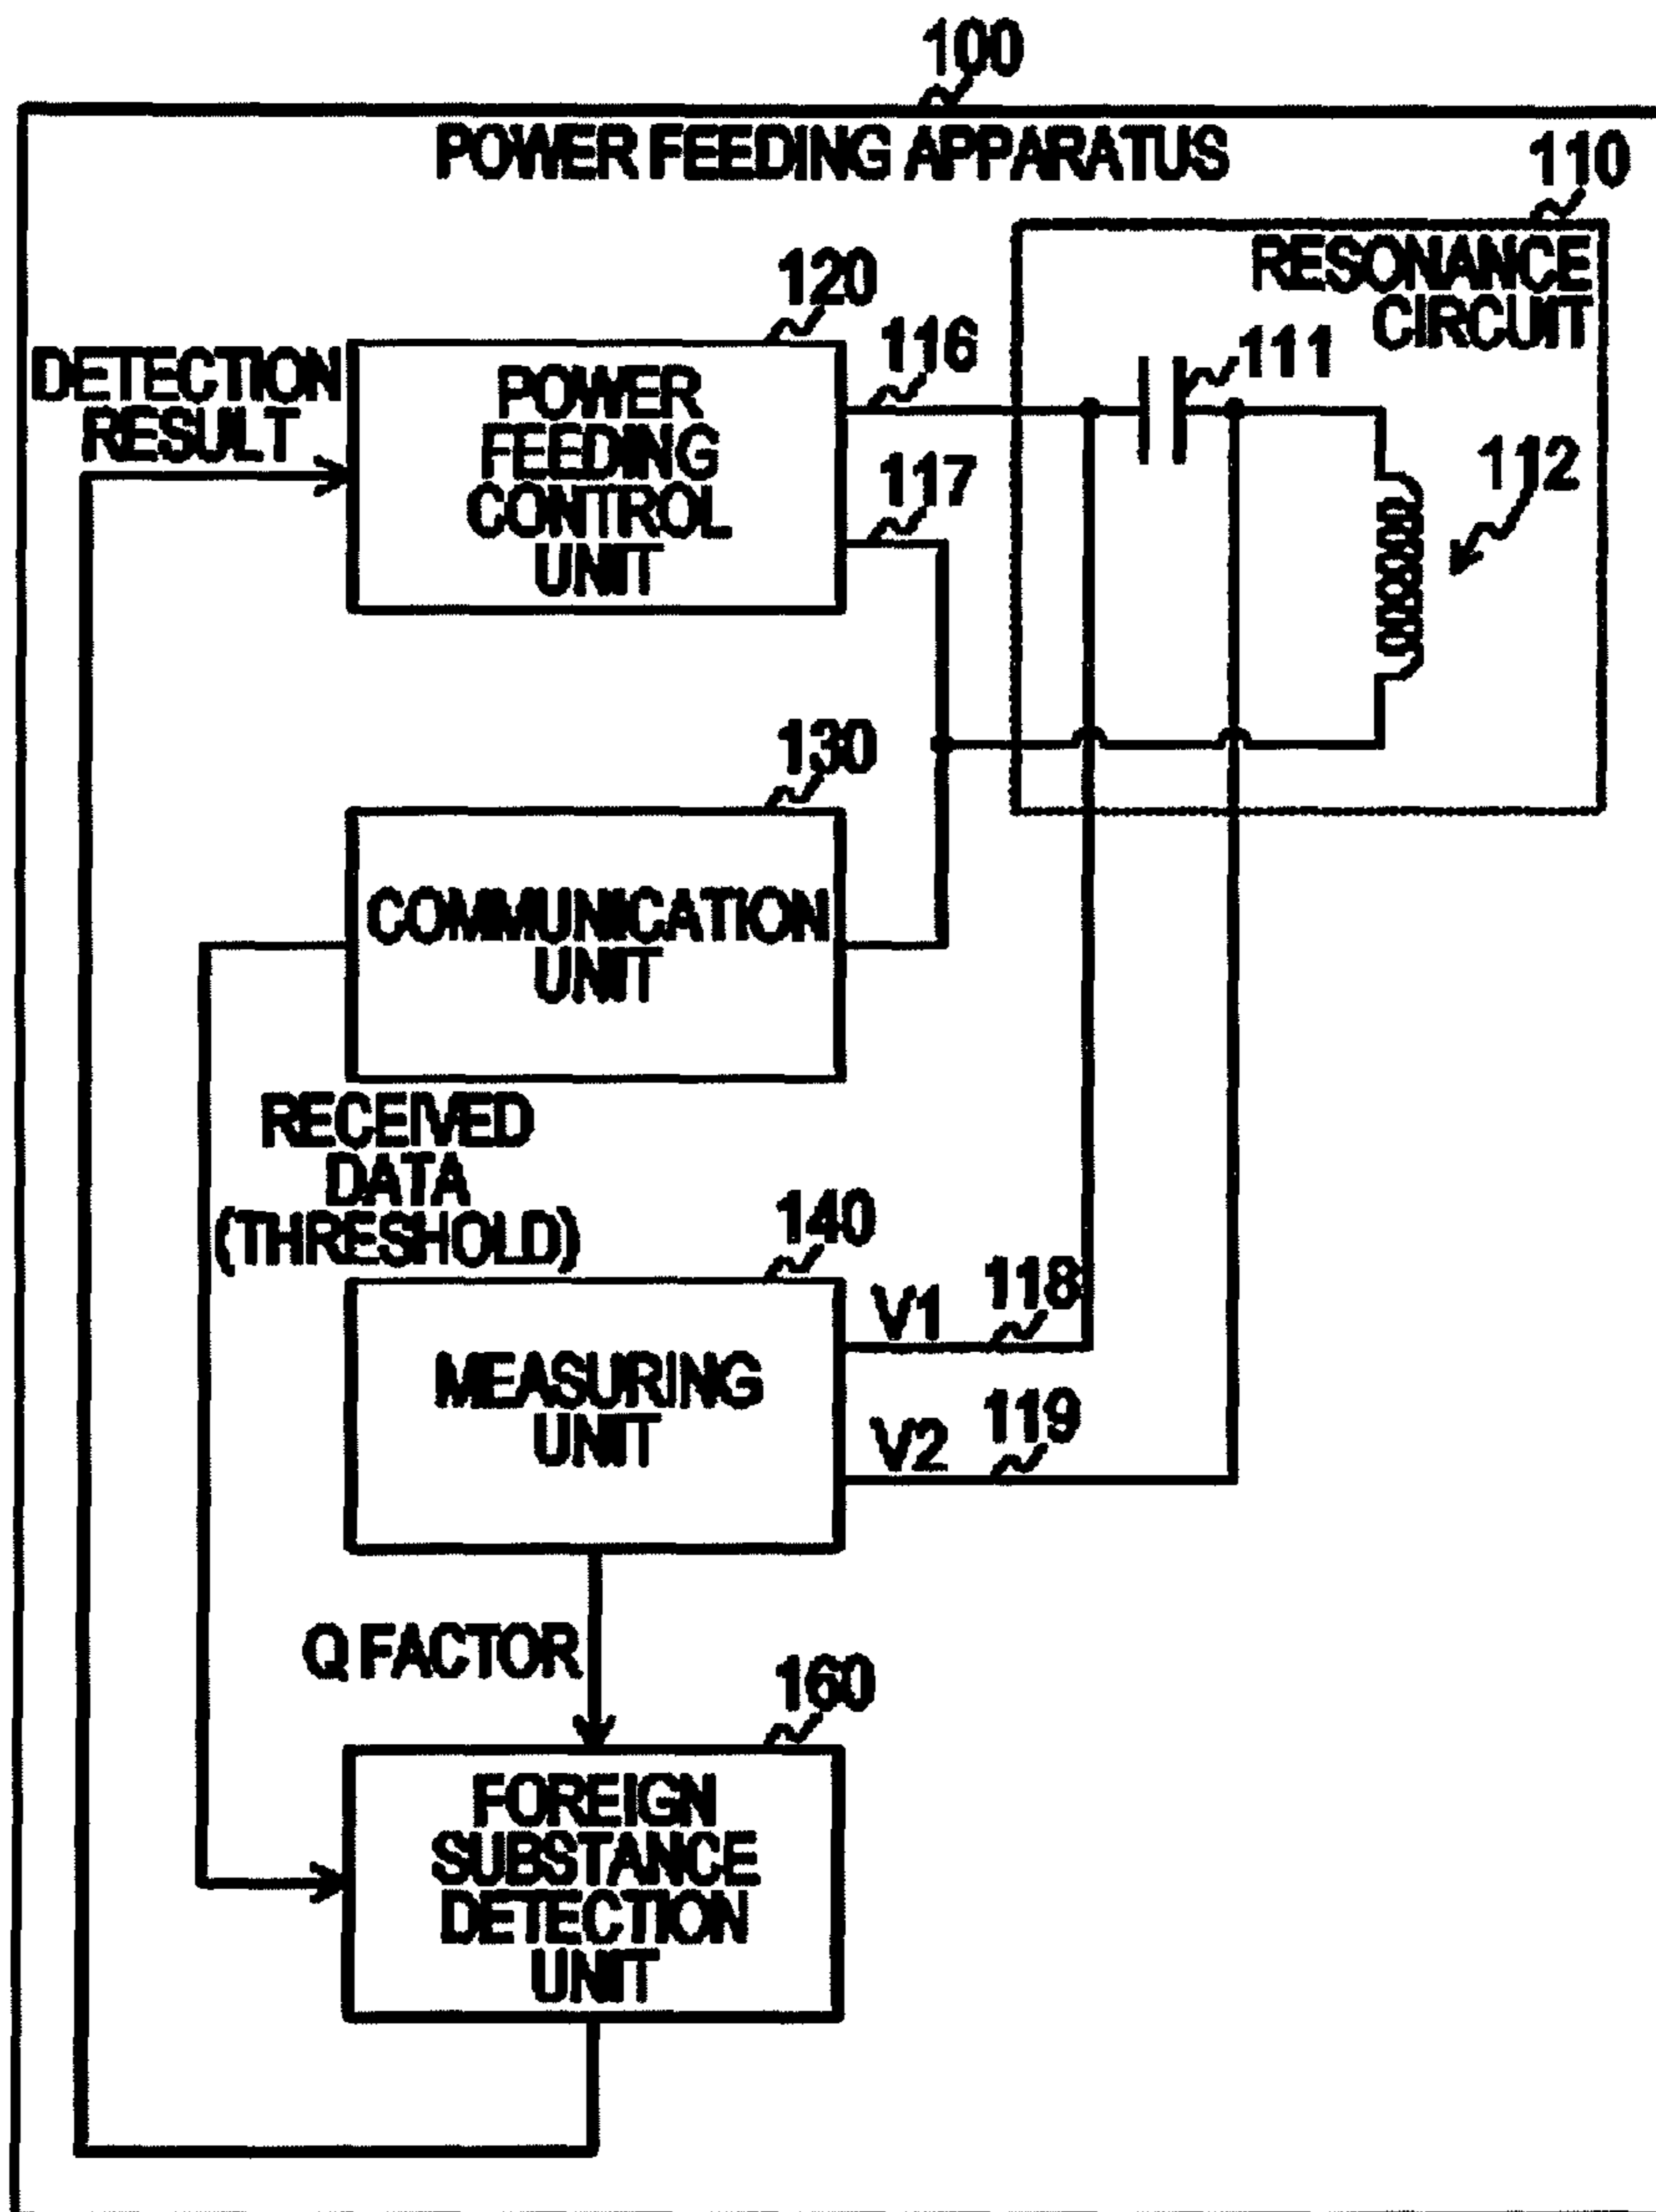 100
POWER FEEDING APPARATUS
110
RESONANCE
CIRCUIT
120
116
111
DETECTION
RESULT
POWER
FEEDING
CONTROL
UNIT
117
112
130
COMMUNICATION
UNIT
RECEIVED
DATA
(THRESHOLD)
140
V1
118
MEASURING
UNIT
V2
119
Q FACTOR
160
FOREIGN
SUBSTANCE
DETECTION
UNIT